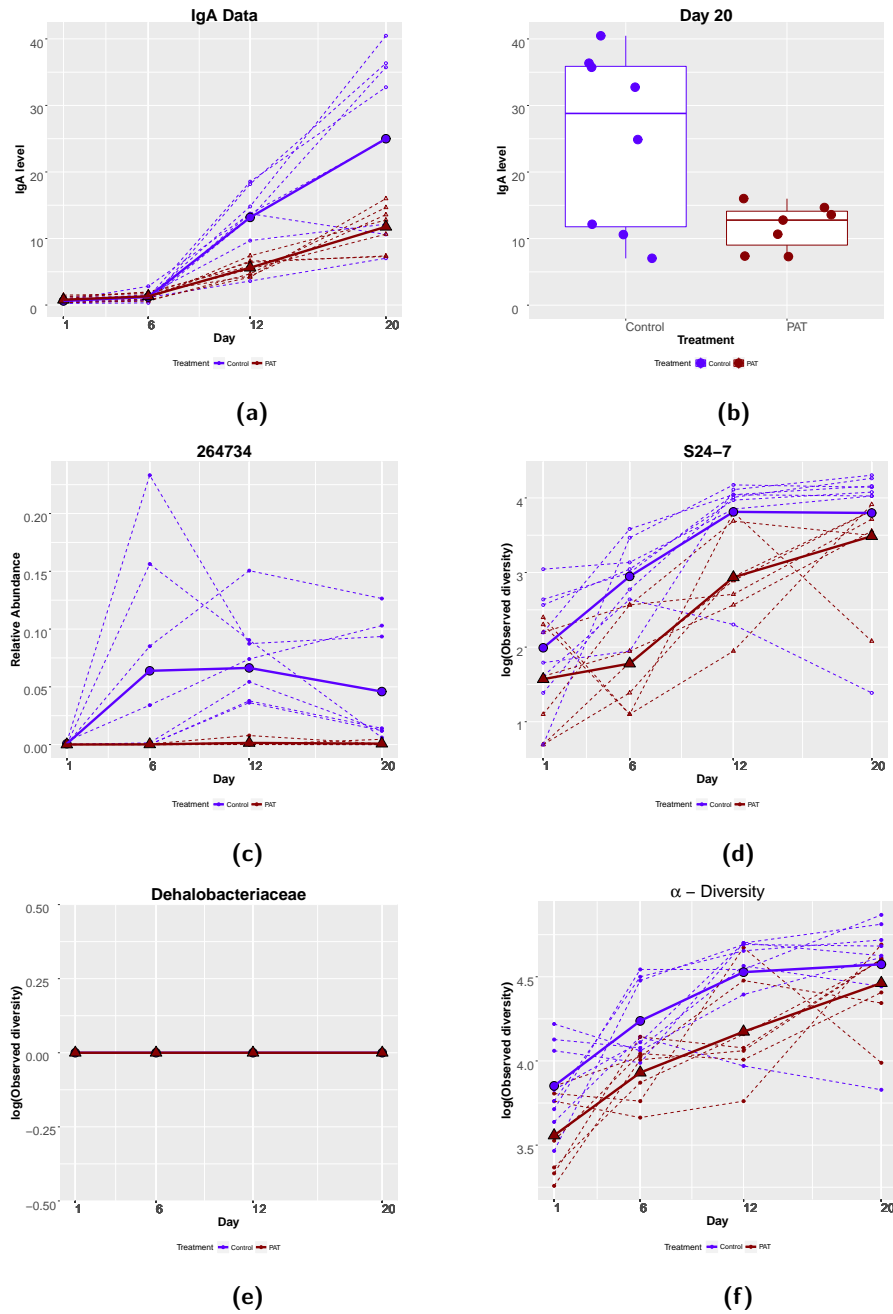 IgA Data
40
30
20
10
0
IgA level
1 6 12 20
Day
Treatment Control PAT
(a)
Day 20
40
30
20
10
0
IgA level
Control PAT
Treatment
Treatment Control PAT
(b)
264734
0.20
0.15
0.10
0.05
0.00
Relative Abundance
1 6 12 20
Day
Treatment Control PAT
(c)
S24−7
4
3
2
1
log(Observed diversity)
1 6 12 20
Day
Treatment Control PAT
(d)
Dehalobacteriaceae
0.50
0.25
0.00
−0.25
−0.50
log(Observed diversity)
1 6 12 20
Day
Treatment Control PAT
(e)
α − Diversity
4.5
4.0
3.5
log(Observed diversity)
1 6 12 20
Day
Treatment Control PAT
(f)